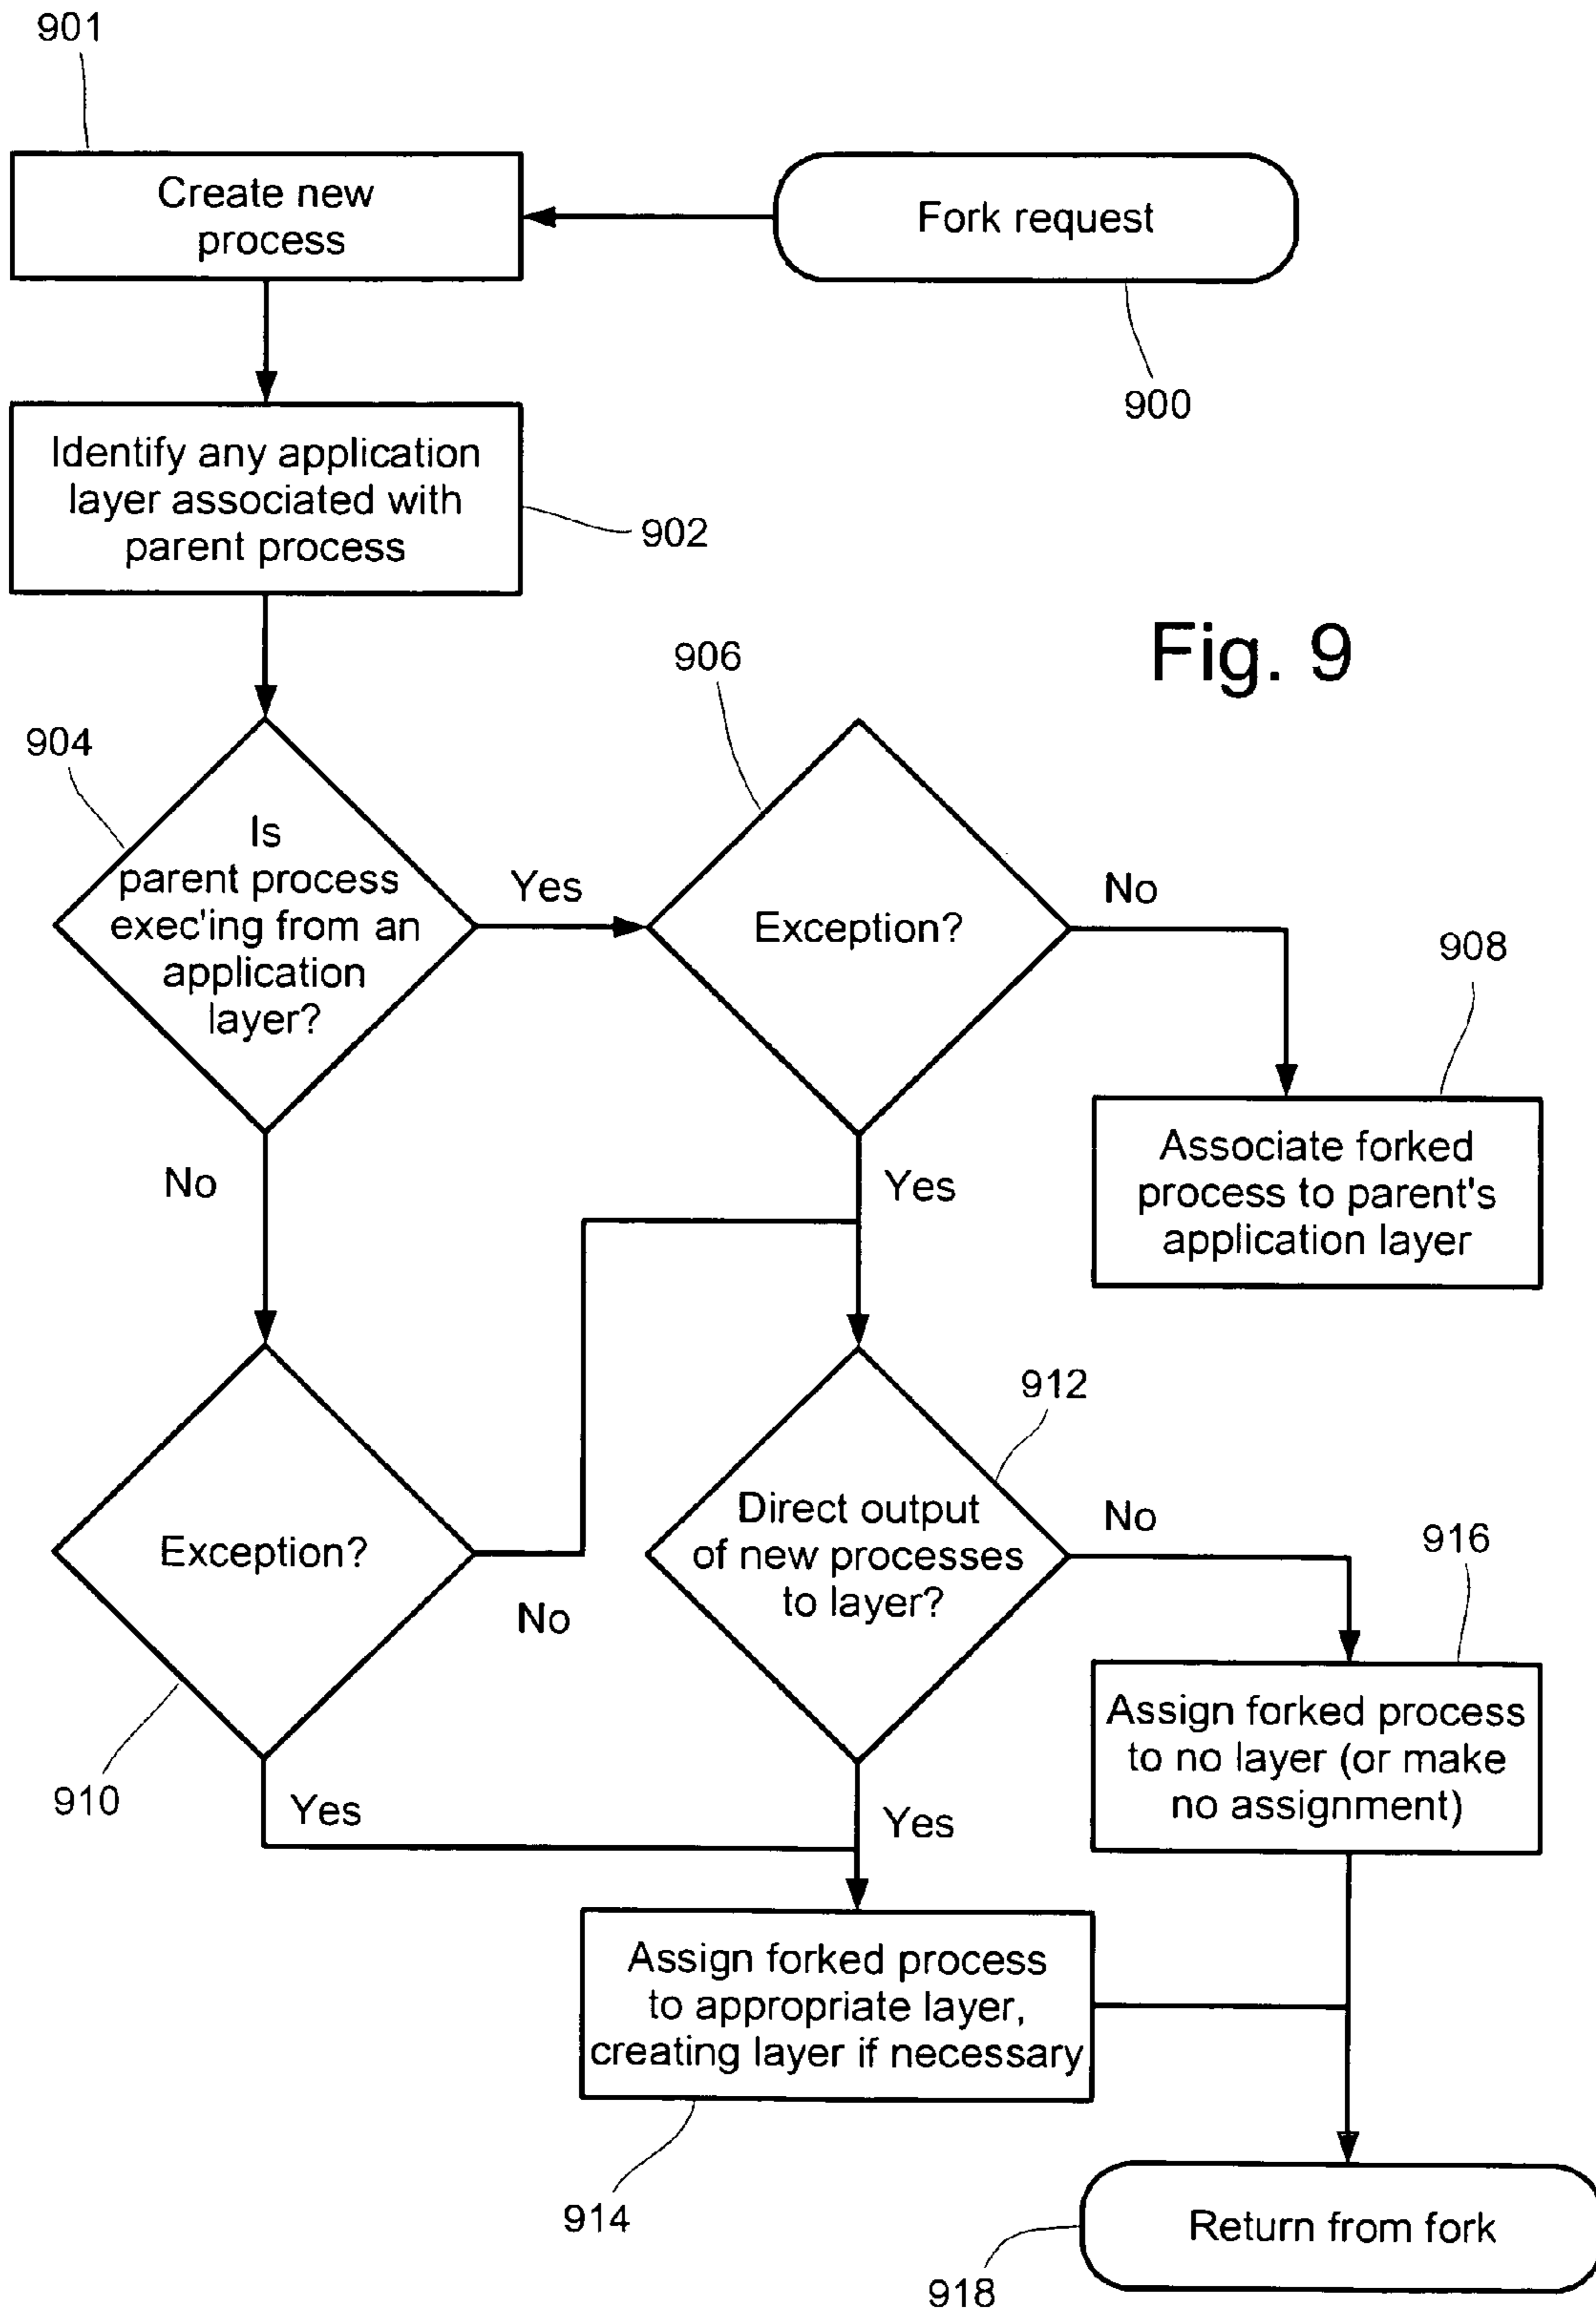 901
Create new
process
Fork request
900
Identify any application
layer associated with
parent process
902
Fig. 9
904
Is
parent process
exec'ing from an
application
layer?
Yes
906
Exception?
No
908
Associate forked
process to parent's
application layer
No
Yes
Exception?
No
910
Yes
912
Direct output
of new processes
to layer?
No
916
Assign forked process
to no layer (or make
no assignment)
Yes
Assign forked process
to appropriate layer,
creating layer if necessary
914
Return from fork
918